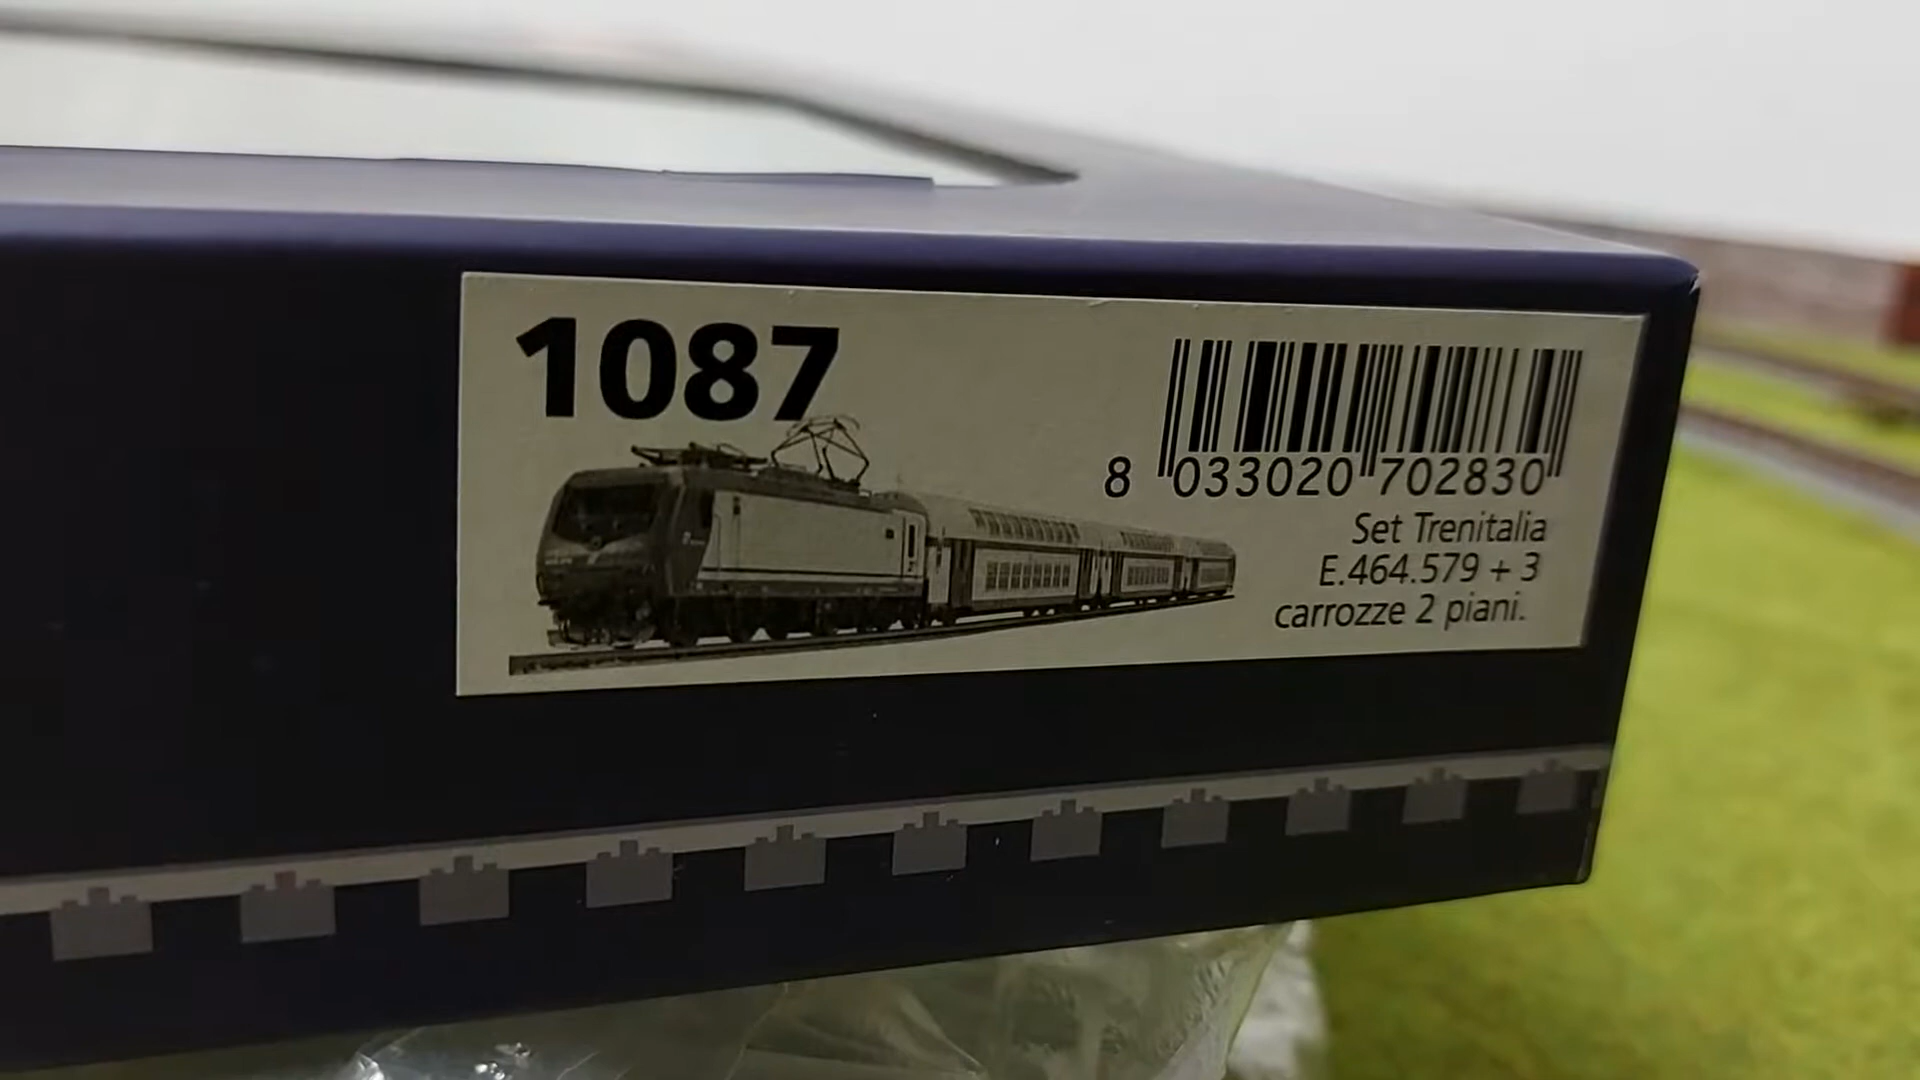 1087
8 033020 702830
Set Trenitalia
E.464.579 + 3
carrozze 2 piani.